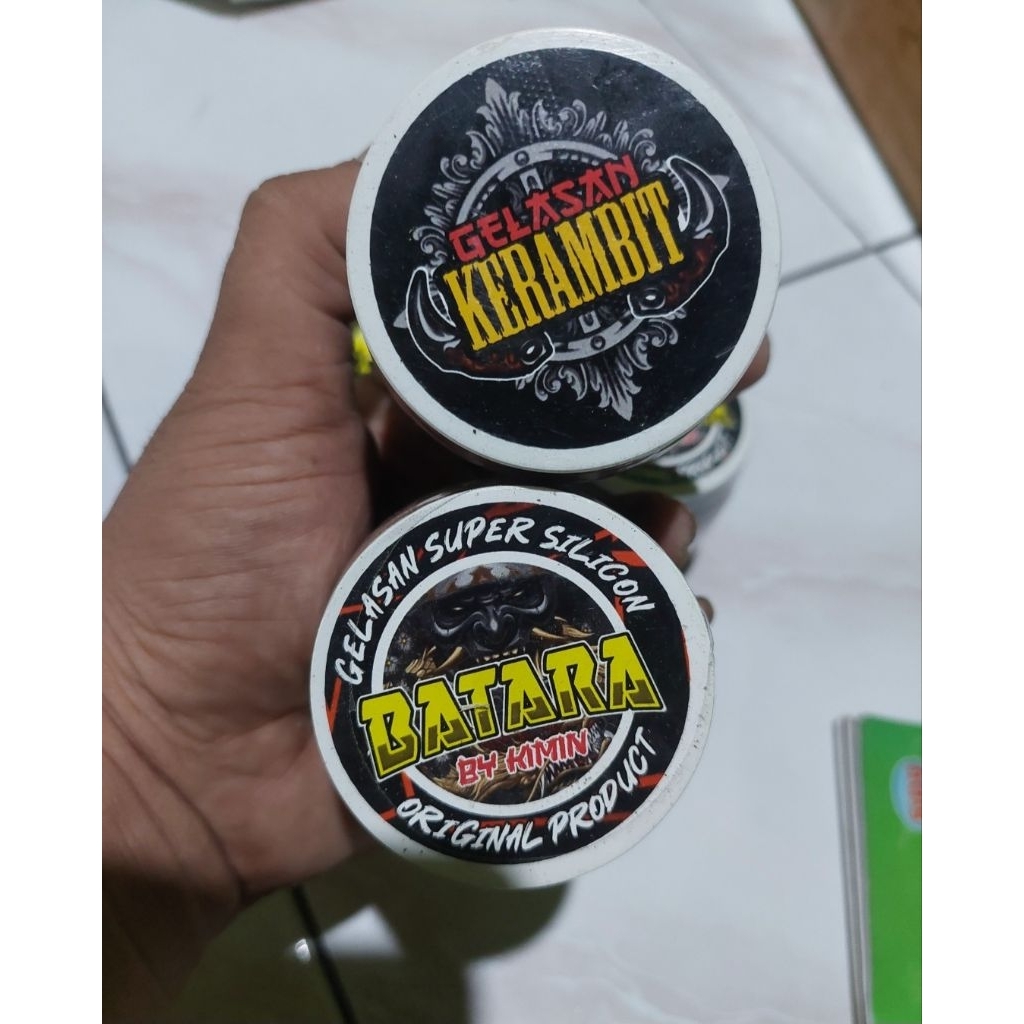 GELASAN
KERAMBIT
GELASAN SUPER SILICON
BATARA
BY KIMIN
ORIGINAL PRODUCT